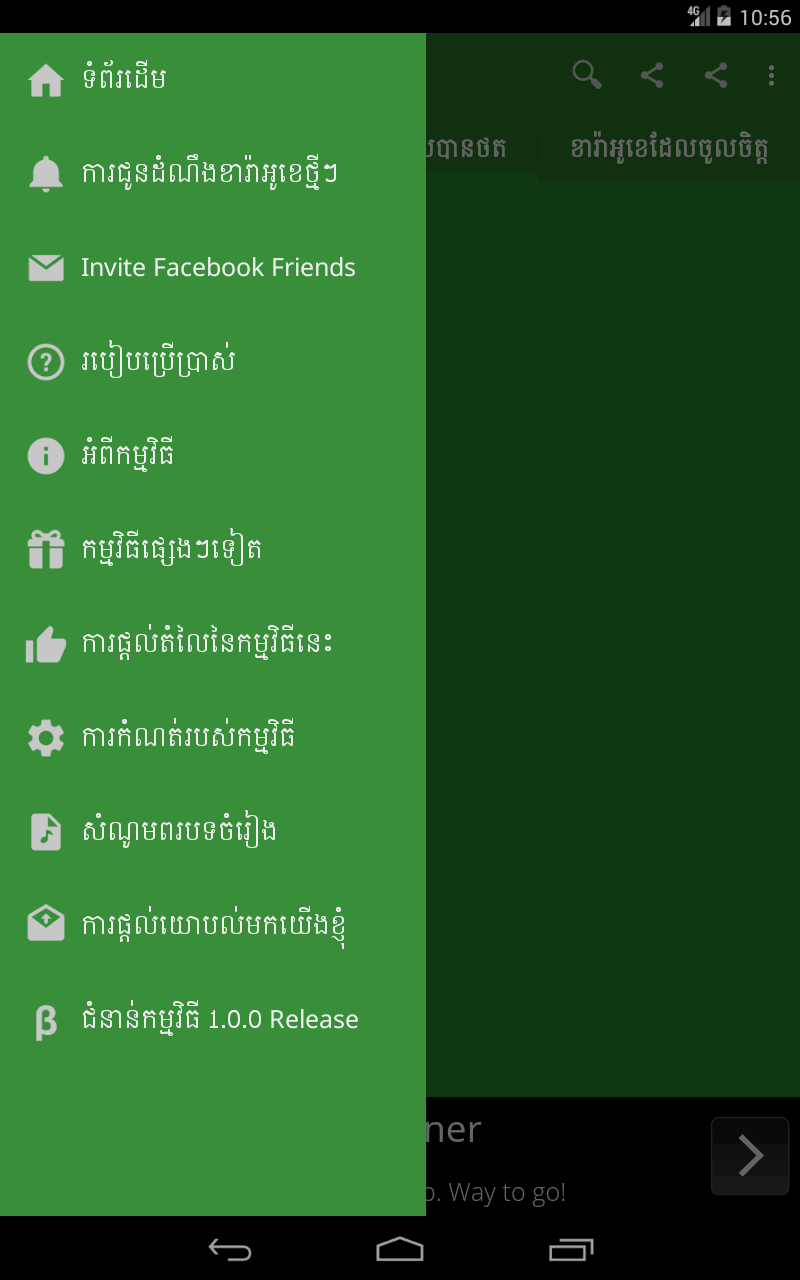 4G 10:56
ទំព័រដើម
ការជូនដំណឹងខារ៉ាអូខេថ្មីៗ
បានថត
ខារ៉ាអូខេដែលចូលចិត្ត
Invite Facebook Friends
របៀបប្រើប្រាស់
អំពីកម្មវិធី
កម្មវិធីផ្សេងៗទៀត
ការផ្តល់តំលៃនៃកម្មវិធីនេះ
ការកំណត់របស់កម្មវិធី
សំណូមពរបទចំរៀង
ការផ្តល់យោបល់មកយើងខ្ញុំ
ជំនាន់កម្មវិធី 1.0.0 Release
ner
. Way to go!